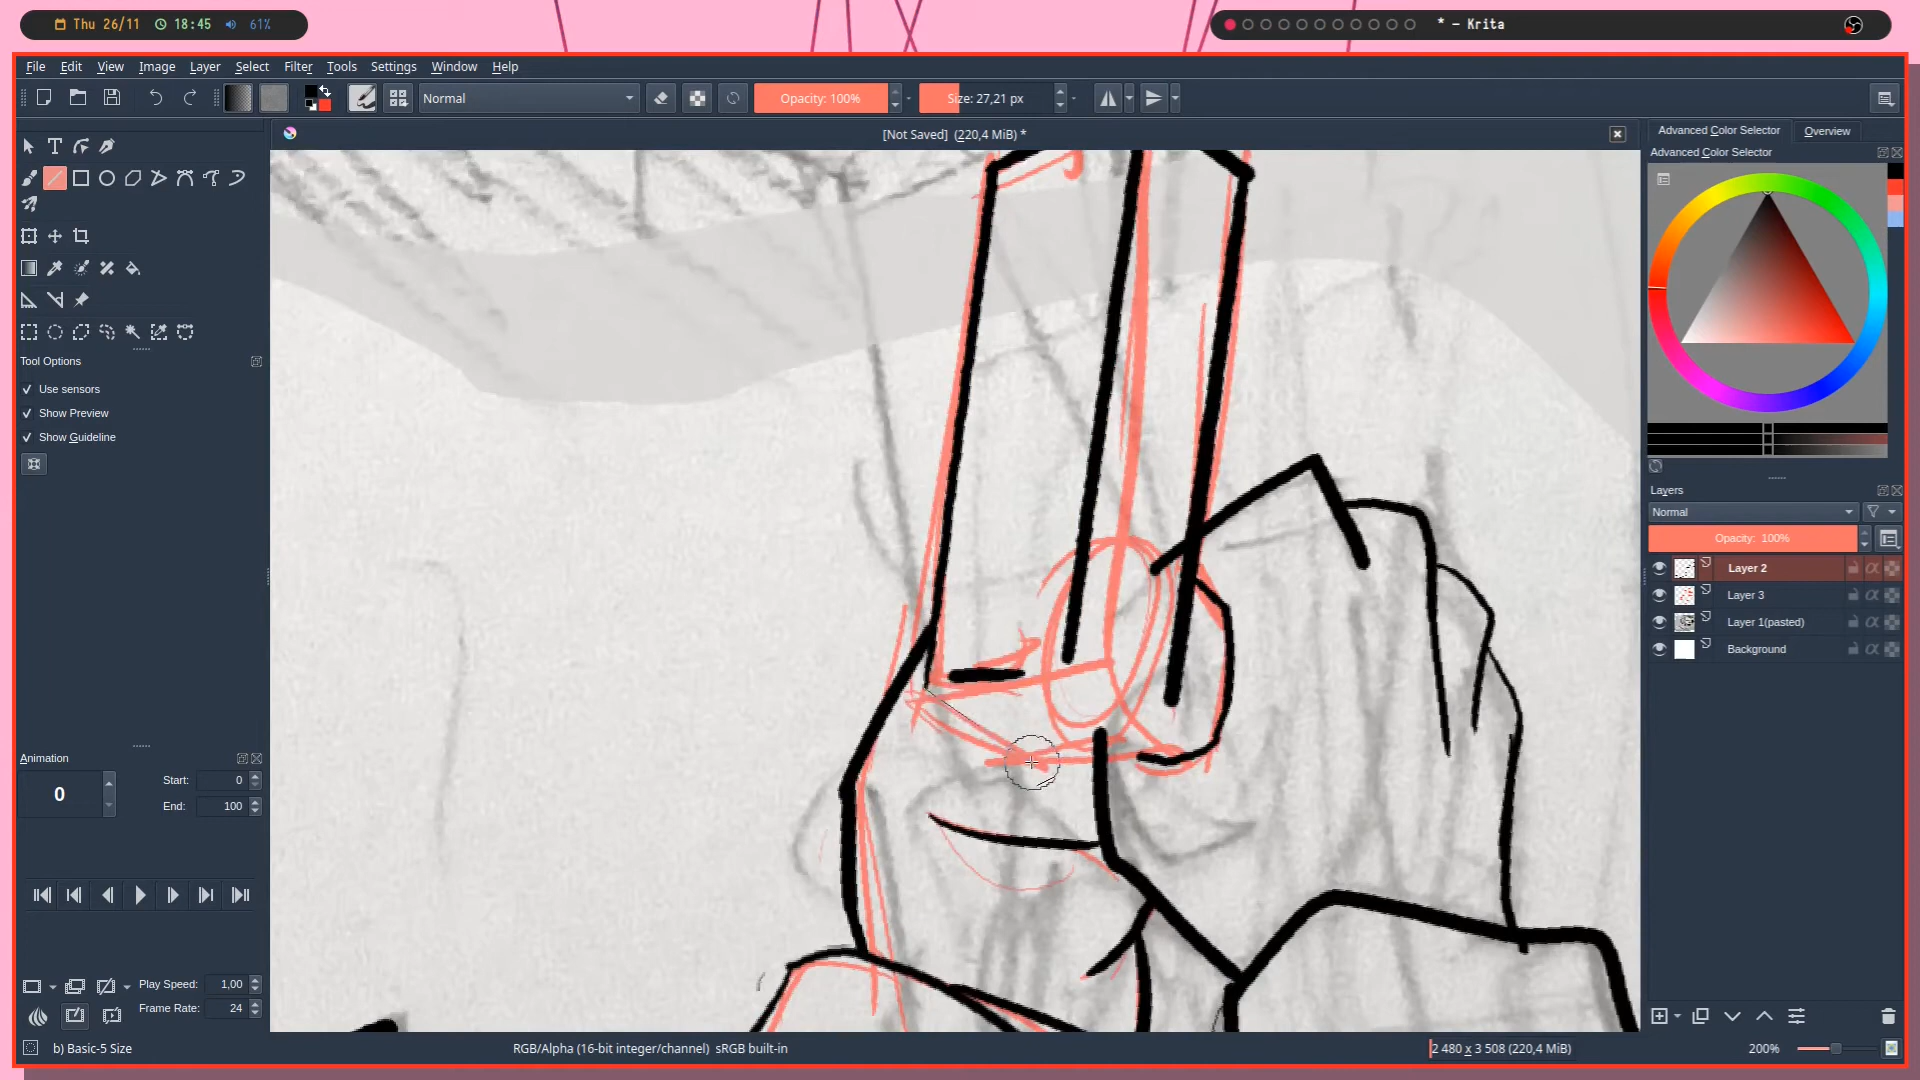 Thu 26/11 18:45 61%
* – Krita
File Edit View Image Layer Select Filter Tools Settings Window Help
Normal
Opacity: 100%
Size: 27,21 px
[Not Saved] (220,4 MiB) *
Advanced Color Selector
Overview
Advanced Color Selector
Tool Options
Use sensors
Show Preview
Show Guideline
Layers
Normal
Opacity: 100%
Layer 2
Layer 3
Layer 1(pasted)
Background
Animation
0
Start: 0
End: 100
Play Speed: 1,00
Frame Rate: 24
b) Basic-5 Size
RGB/Alpha (16-bit integer/channel) sRGB built-in
2 480 x 3 508 (220,4 MiB)
200%